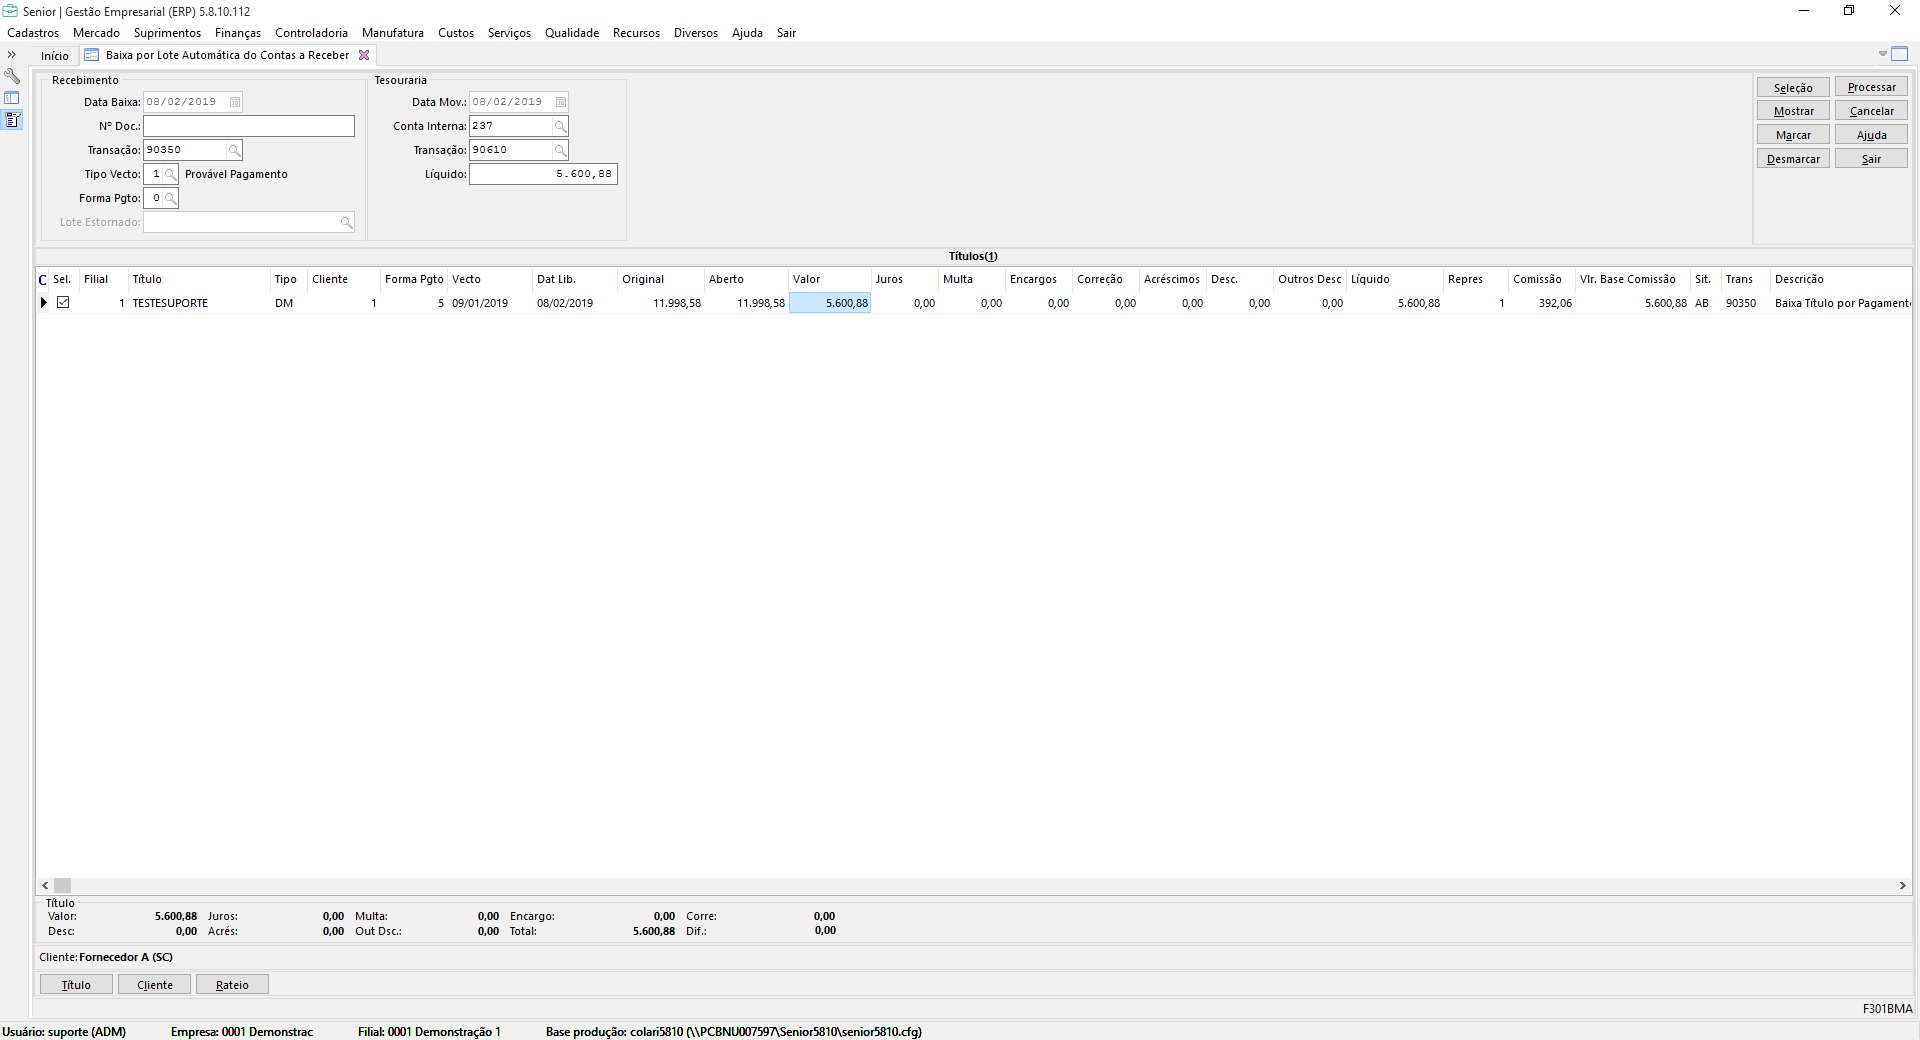 Senior | Gestão Empresarial (ERP) 5.8.10.112
Cadastros Mercado Suprimentos Finanças Controladoria Manufatura Custos Serviços Qualidade Recursos Diversos Ajuda Sair
Início Baixa por Lote Automática do Contas a Receber
Recebimento Tesouraria
Data Baixa: 08/02/2019 Data Mov.: 08/02/2019 Seleção Processar
Nº Doc.: Conta Interna: 237 Mostrar Cancelar
Transação: 90350 Transação: 90610 Marcar Ajuda
Tipo Vecto: 1 Provável Pagamento Líquido: 5.600,88 Desmarcar Sair
Forma Pgto: 0
Lote Estornado:
Títulos(1)
C Sel. Filial Título Tipo Cliente Forma Pgto Vecto Dat Lib. Original Aberto Valor Juros Multa Encargos Correção Acréscimos Desc. Outros Desc Líquido Repres Comissão Vlr. Base Comissão Sit. Trans Descrição
1 TESTESUPORTE DM 1 5 09/01/2019 08/02/2019 11.998,58 11.998,58 5.600,88 0,00 0,00 0,00 0,00 0,00 0,00 0,00 5.600,88 1 392,06 5.600,88 AB 90350 Baixa Título por Pagament
Título
Valor: 5.600,88 Juros: 0,00 Multa: 0,00 Encargo: 0,00 Corre: 0,00
Desc: 0,00 Acrés: 0,00 Out Dsc.: 0,00 Total: 5.600,88 Dif.: 0,00
Cliente: Fornecedor A (SC)
Título Cliente Rateio
F301BMA
Usuário: suporte (ADM) Empresa: 0001 Demonstrac Filial: 0001 Demonstração 1 Base produção: colari5810 (\\PCBNU007597\Senior5810\senior5810.cfg)